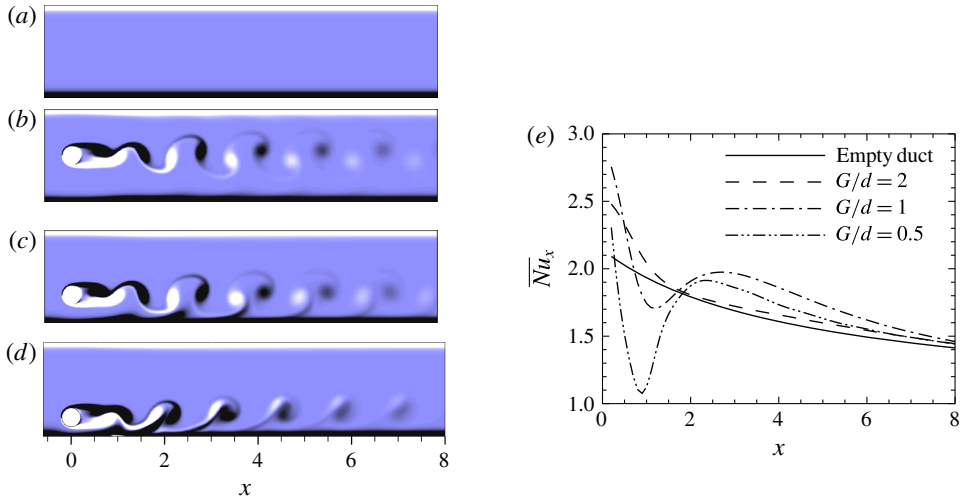 (a)
(b)
(c)
(d)
0 2 4 6 8
x
(e)
3.0
2.5
2.0
1.5
1.0
Nu̅x
Empty duct
G/d = 2
G/d = 1
G/d = 0.5
0 2 4 6 8
x